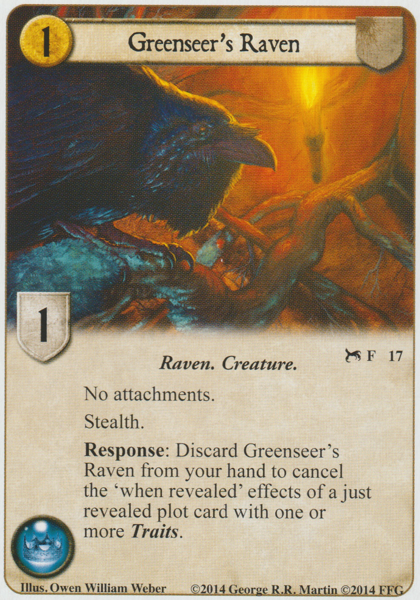 1
Greenseer's Raven
1
Raven. Creature.
F 17
No attachments.
Stealth.
Response: Discard Greenseer's
Raven from your hand to cancel
the ‘when revealed’ effects of a just
revealed plot card with one or
more Traits.
Illus. Owen William Weber
©2014 George R.R. Martin ©2014 FFG